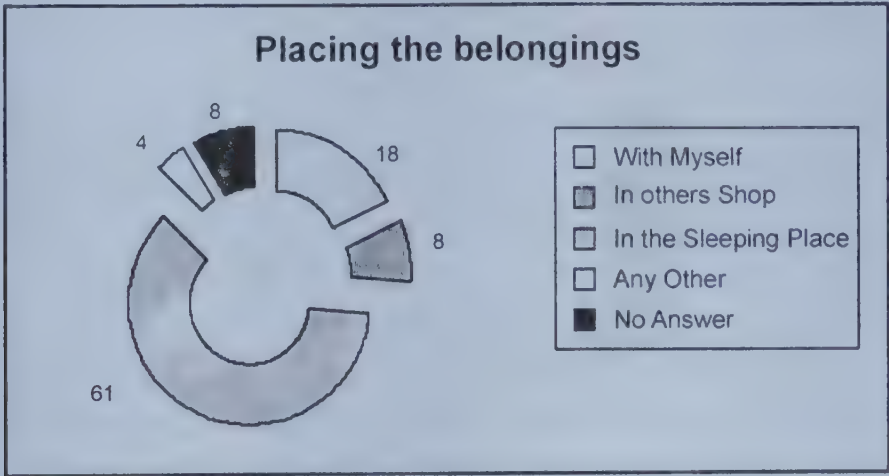 Placing the belongings
8
4
18
8
61
With Myself
In others Shop
In the Sleeping Place
Any Other
No Answer